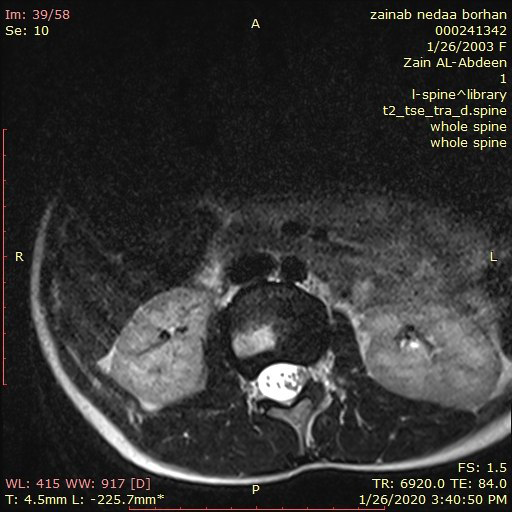 Im: 39/58
Se: 10
A
zainab nedaa borhan
000241342
1/26/2003 F
Zain AL-Abdeen
1
l-spine^library
t2_tse_tra_d.spine
whole spine
whole spine
R
L
WL: 415 WW: 917 [D]
T: 4.5mm L: -225.7mm*
P
FS: 1.5
TR: 6920.0 TE: 84.0
1/26/2020 3:40:50 PM